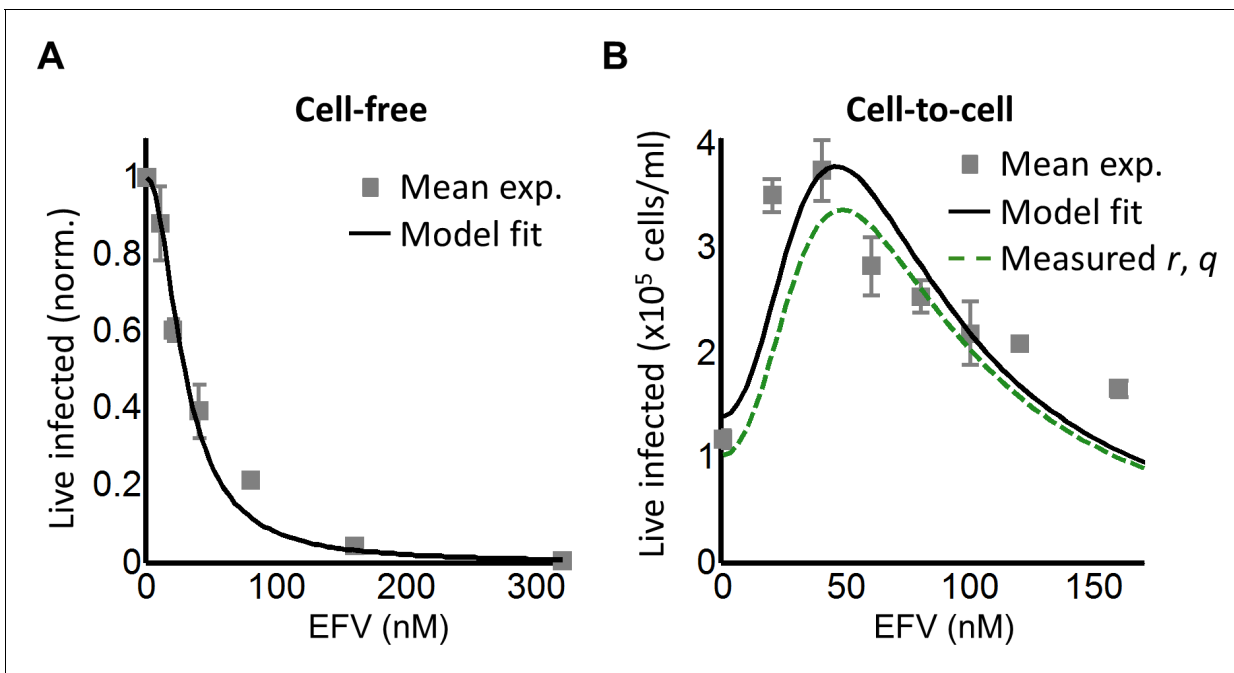 A
Cell-free
Live infected (norm.)
1
0.8
0.6
0.4
0.2
0
Mean exp.
Model fit
0 100 200 300
EFV (nM)
B
Cell-to-cell
Live infected (x10⁵ cells/ml)
4
3
2
1
0
Mean exp.
Model fit
Measured r, q
0 50 100 150
EFV (nM)